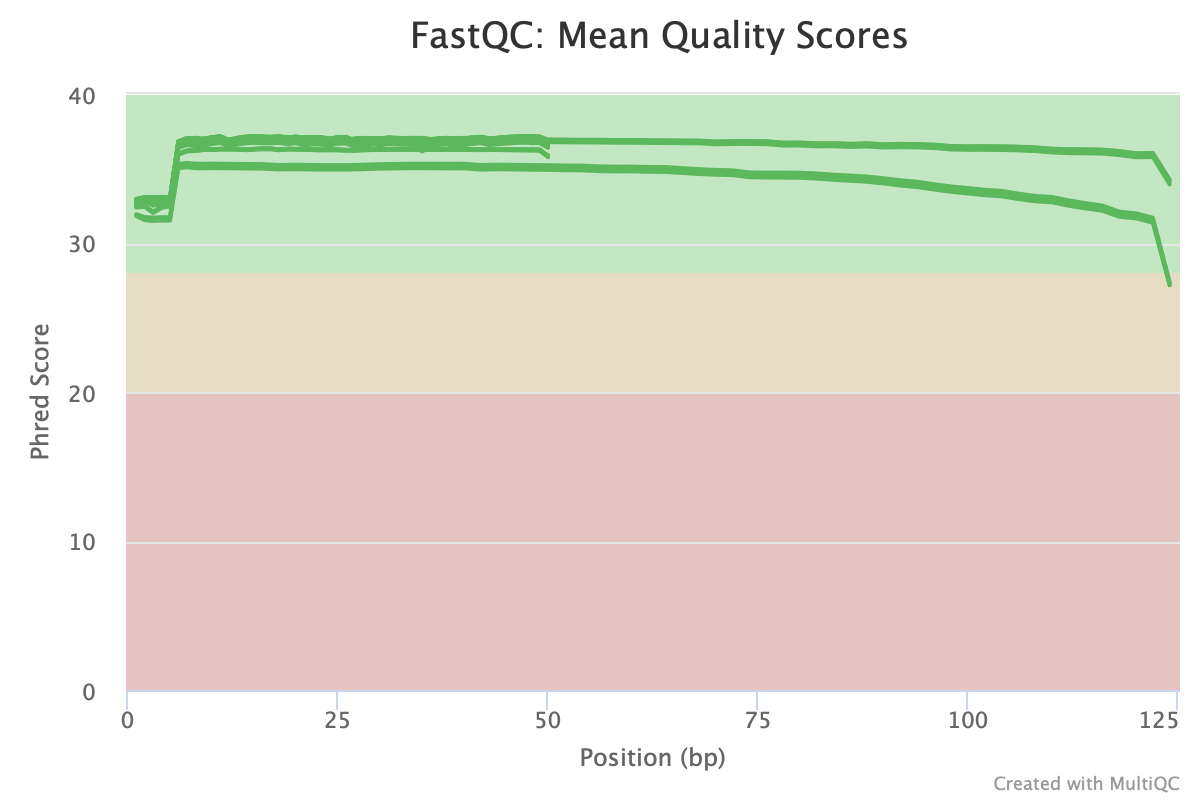 FastQC: Mean Quality Scores
40
30
20
10
0
Phred Score
0 25 50 75 100 125
Position (bp)
Created with MultiQC